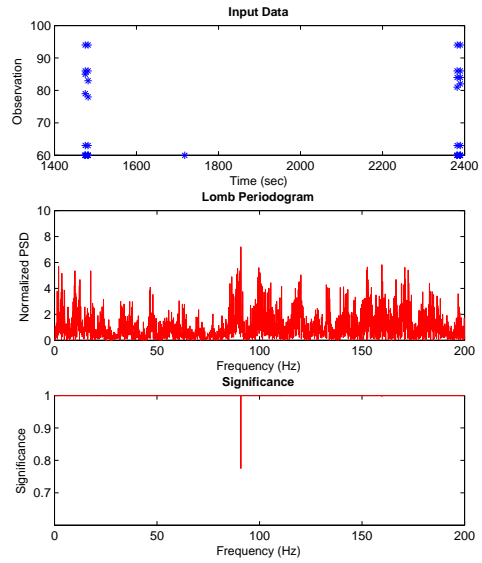 Input Data
100
90
80
70
60
Observation
1400 1600 1800 2000 2200 2400
Time (sec)
Lomb Periodogram
10
8
6
4
2
0
Normalized PSD
0 50 100 150 200
Frequency (Hz)
Significance
1
0.9
0.8
0.7
Significance
0 50 100 150 200
Frequency (Hz)